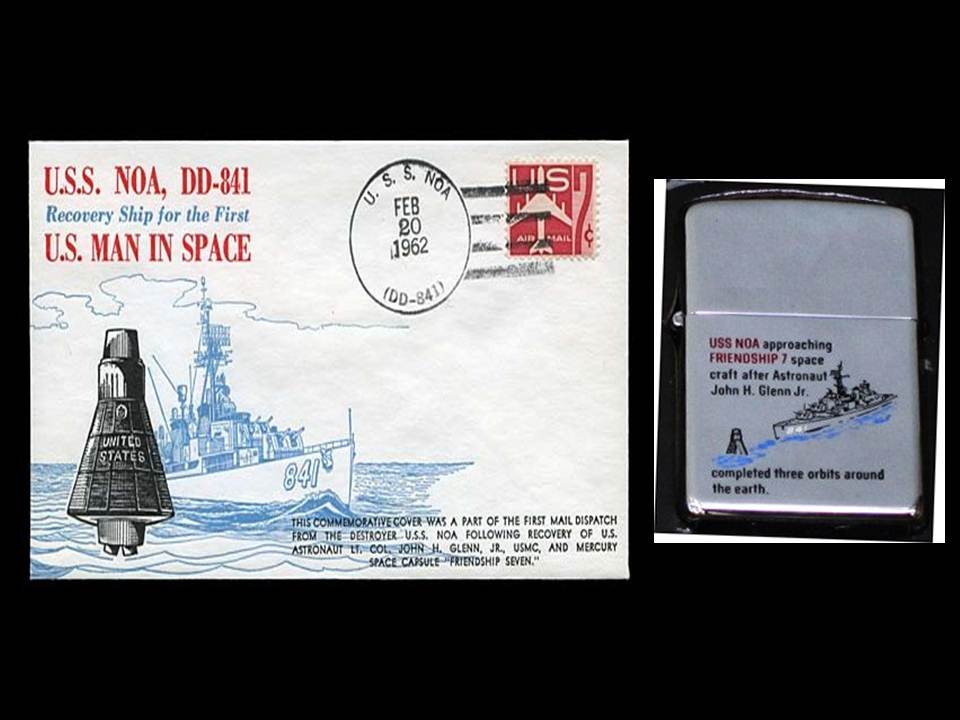 U.S.S. NOA, DD-841
Recovery Ship for the First
U.S. MAN IN SPACE
U. S. S. NOA
FEB
20
1962
(DD-841)
US
AIR MAIL
7¢
UNITED
STATES
841
THIS COMMEMORATIVE COVER WAS A PART OF THE FIRST MAIL DISPATCH
FROM THE DESTROYER U.S.S. NOA FOLLOWING RECOVERY OF U.S.
ASTRONAUT LT. COL. JOHN H. GLENN, JR., USMC, AND MERCURY
SPACE CAPSULE "FRIENDSHIP SEVEN."
USS NOA approaching
FRIENDSHIP 7 space
craft after Astronaut
John H. Glenn Jr.
841
completed three orbits around
the earth.